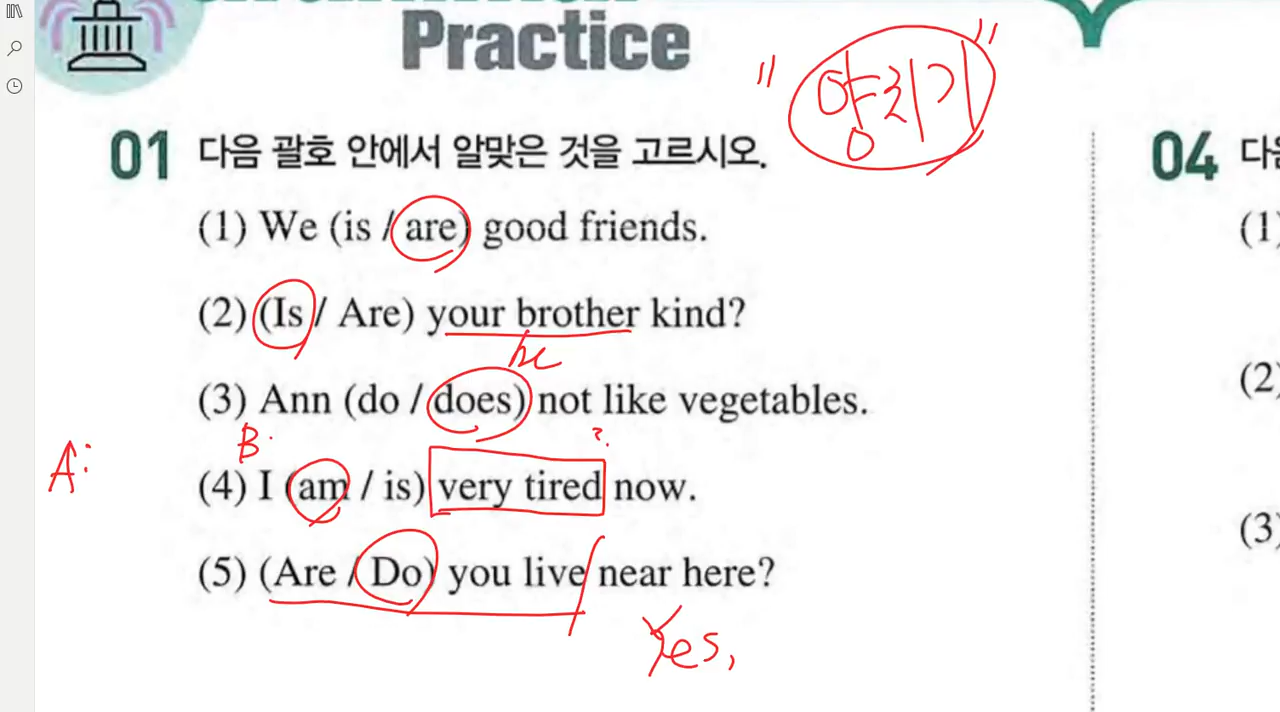 Practice
" 양치기 "
01 다음 괄호 안에서 알맞은 것을 고르시오.
(1) We (is / are) good friends.
(2) (Is / Are) your brother kind?
he
(3) Ann (do / does) not like vegetables.
A: B: ?
(4) I (am / is) very tired now.
(5) (Are / Do) you live near here?
Yes,
04
(1)
(2)
(3)